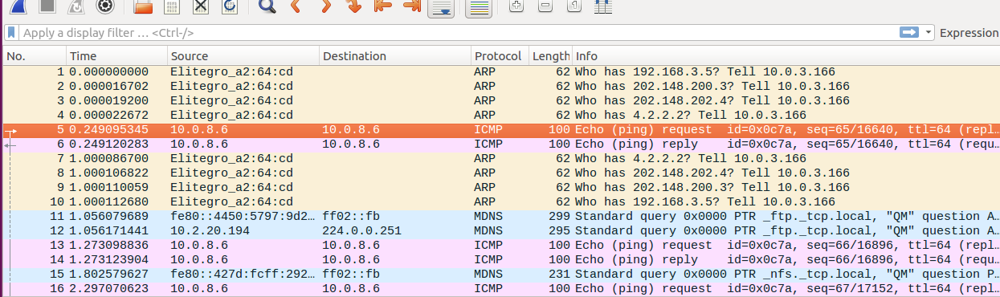 Apply a display filter … <Ctrl-/> Expression
No. Time Source Destination Protocol Length Info
1 0.000000000 Elitegro_a2:64:cd ARP 62 Who has 192.168.3.5? Tell 10.0.3.166
2 0.000016702 Elitegro_a2:64:cd ARP 62 Who has 202.148.200.3? Tell 10.0.3.166
3 0.000019200 Elitegro_a2:64:cd ARP 62 Who has 202.148.202.4? Tell 10.0.3.166
4 0.000022672 Elitegro_a2:64:cd ARP 62 Who has 4.2.2.2? Tell 10.0.3.166
5 0.249095345 10.0.8.6 10.0.8.6 ICMP 100 Echo (ping) request id=0x0c7a, seq=65/16640, ttl=64 (repl…
6 0.249120283 10.0.8.6 10.0.8.6 ICMP 100 Echo (ping) reply id=0x0c7a, seq=65/16640, ttl=64 (requ…
7 1.000086700 Elitegro_a2:64:cd ARP 62 Who has 4.2.2.2? Tell 10.0.3.166
8 1.000106822 Elitegro_a2:64:cd ARP 62 Who has 202.148.202.4? Tell 10.0.3.166
9 1.000110059 Elitegro_a2:64:cd ARP 62 Who has 202.148.200.3? Tell 10.0.3.166
10 1.000112680 Elitegro_a2:64:cd ARP 62 Who has 192.168.3.5? Tell 10.0.3.166
11 1.056079689 fe80::4450:5797:9d2… ff02::fb MDNS 299 Standard query 0x0000 PTR _ftp._tcp.local, "QM" question A…
12 1.056171441 10.2.20.194 224.0.0.251 MDNS 295 Standard query 0x0000 PTR _ftp._tcp.local, "QM" question A…
13 1.273098836 10.0.8.6 10.0.8.6 ICMP 100 Echo (ping) request id=0x0c7a, seq=66/16896, ttl=64 (repl…
14 1.273123904 10.0.8.6 10.0.8.6 ICMP 100 Echo (ping) reply id=0x0c7a, seq=66/16896, ttl=64 (requ…
15 1.802579627 fe80::427d:fcff:292… ff02::fb MDNS 231 Standard query 0x0000 PTR _nfs._tcp.local, "QM" question P…
16 2.297070623 10.0.8.6 10.0.8.6 ICMP 100 Echo (ping) request id=0x0c7a, seq=67/17152, ttl=64 (repl…